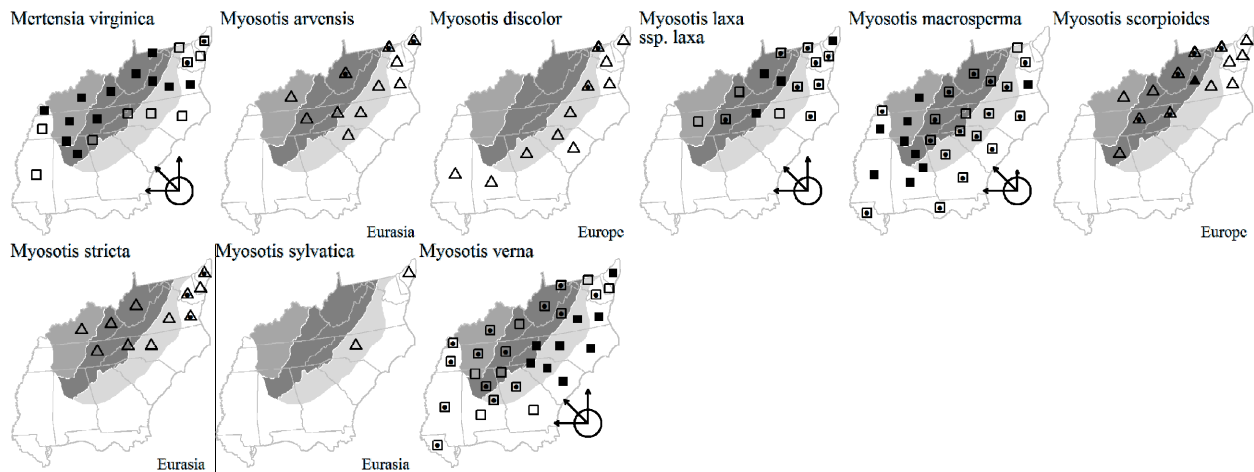 Mertensia virginica
Myosotis arvensis
Myosotis discolor
Myosotis laxa
ssp. laxa
Myosotis macrosperma
Myosotis scorpioides
Eurasia
Europe
Europe
Myosotis stricta
Myosotis sylvatica
Myosotis verna
Eurasia
Eurasia